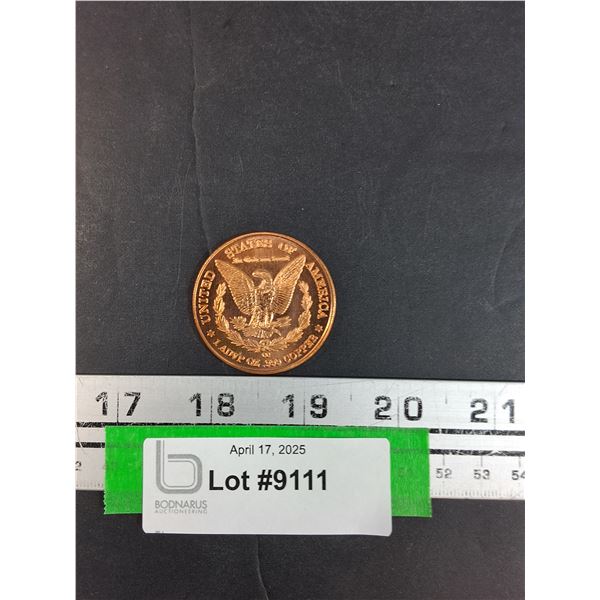 UNITED STATES OF AMERICA
1 ADVP OZ .999 COPPER
17 18 19 20 21
52 53 54
April 17, 2025
Lot #9111
b
BODNARUS
AUCTIONEERING